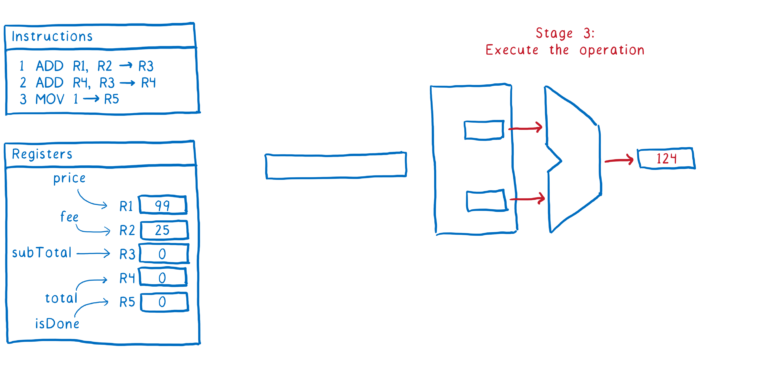 Instructions
1 ADD R1, R2 → R3
2 ADD R4, R3 → R4
3 MOV 1 → R5
Stage 3:
Execute the operation
124
Registers
price
R1 99
fee
R2 25
subTotal R3 0
R4 0
total
R5 0
isDone